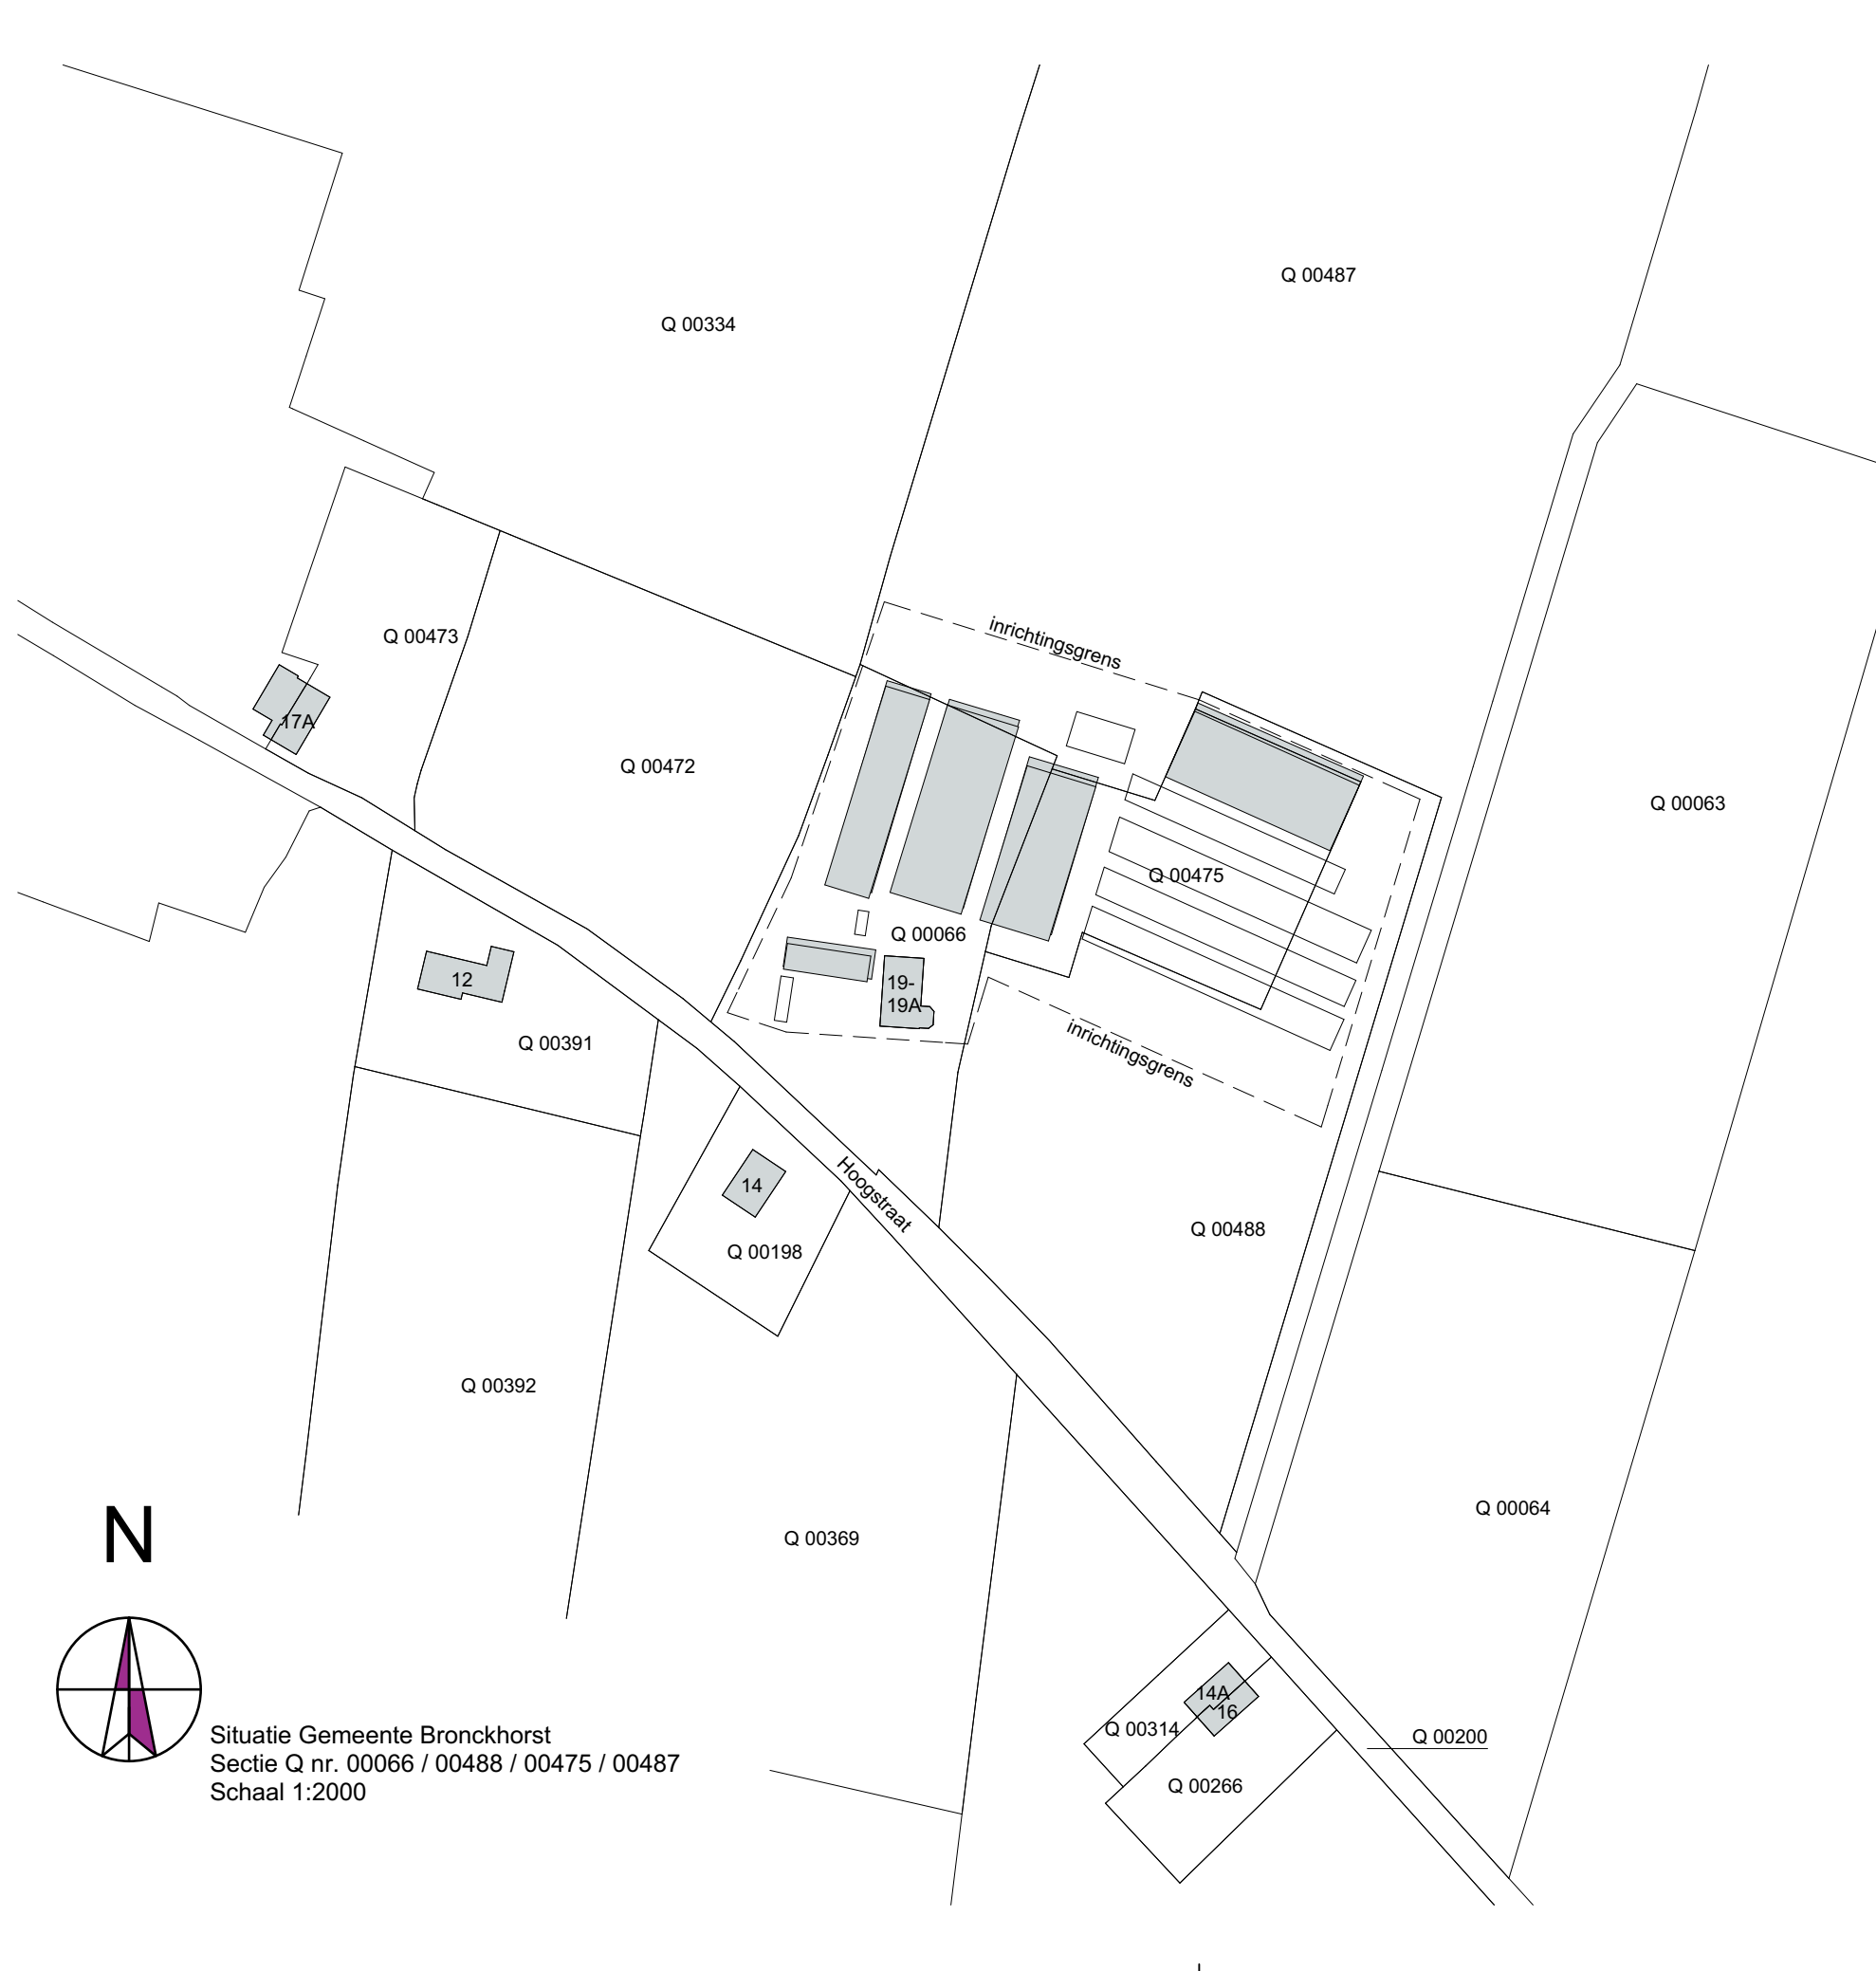 Q 00487
Q 00334
inrichtingsgrens
Q 00473
17A
Q 00472
Q 00063
Q 00475
Q 00066
12
19-
19A
Q 00391
inrichtingsgrens
14
Hoogstraat
Q 00198
Q 00488
Q 00392
N
Q 00064
Q 00369
14A
16
Q 00314
Q 00200
Q 00266
Situatie Gemeente Bronckhorst
Sectie Q nr. 00066 / 00488 / 00475 / 00487
Schaal 1:2000